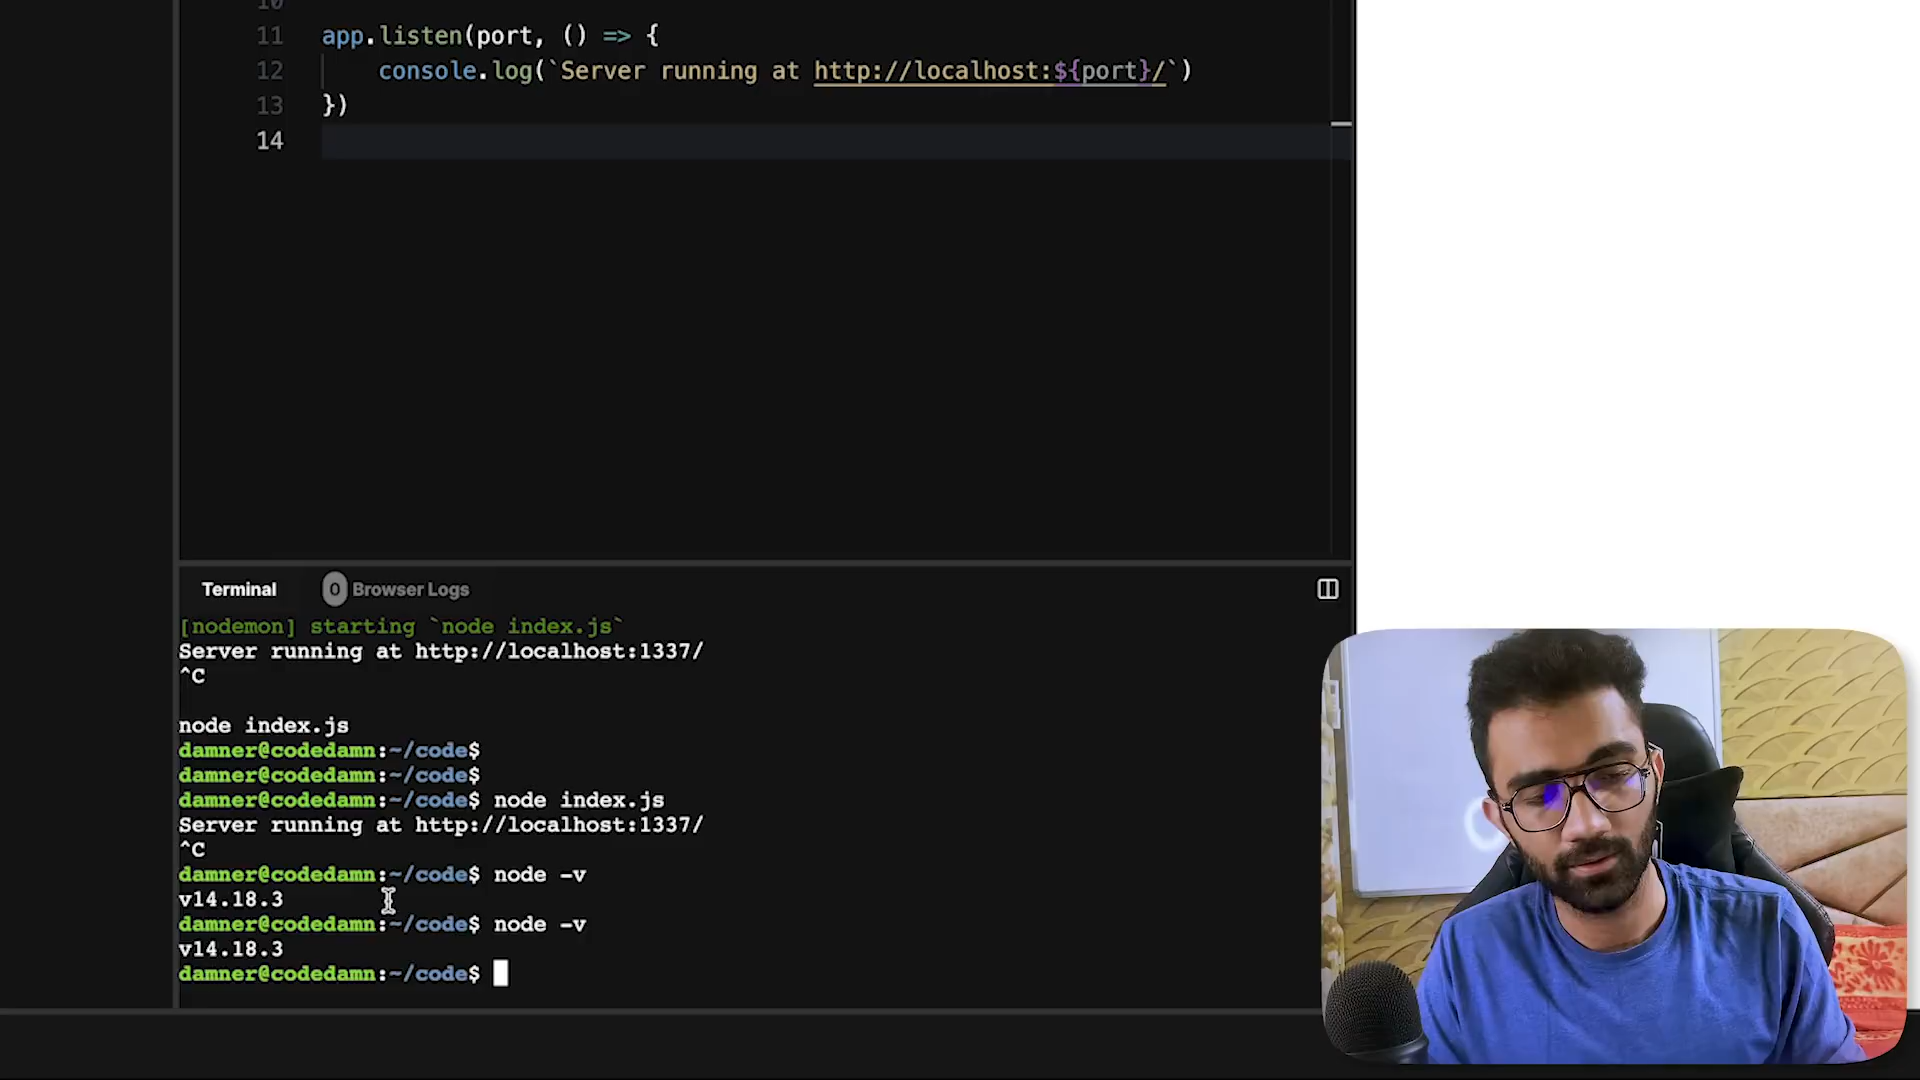 10
11 app.listen(port, () => {
12 console.log(`Server running at http://localhost:${port}/`)
13 })
14
Terminal 0 Browser Logs
[nodemon] starting `node index.js`
Server running at http://localhost:1337/
^C
node index.js
damner@codedamn:~/code$
damner@codedamn:~/code$
damner@codedamn:~/code$ node index.js
Server running at http://localhost:1337/
^C
damner@codedamn:~/code$ node -v
v14.18.3
damner@codedamn:~/code$ node -v
v14.18.3
damner@codedamn:~/code$